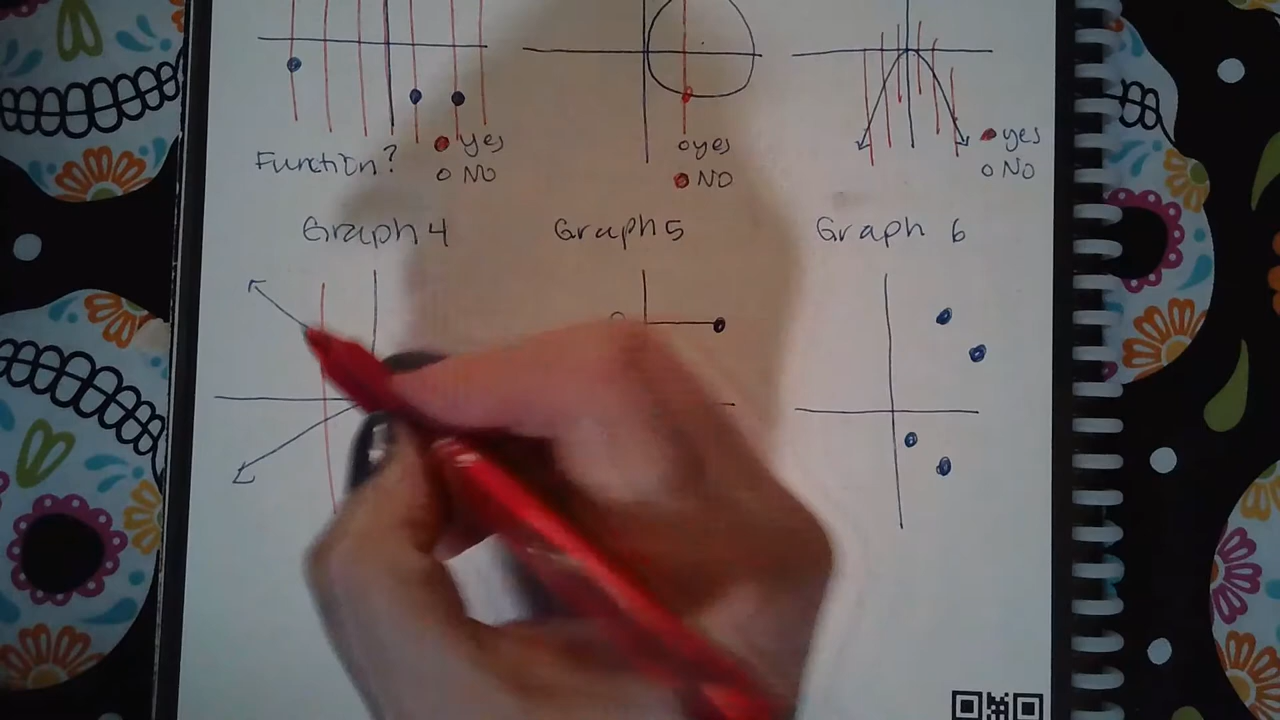 Function?
yes
NO
yes
NO
yes
NO
Graph 4
Graph 5
Graph 6